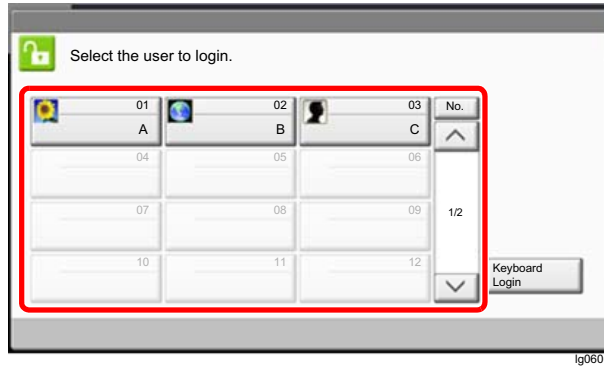 Select the user to login.
01 02 03 No.
A B C
04 05 06
07 08 09 1/2
10 11 12
Keyboard
Login
lg060